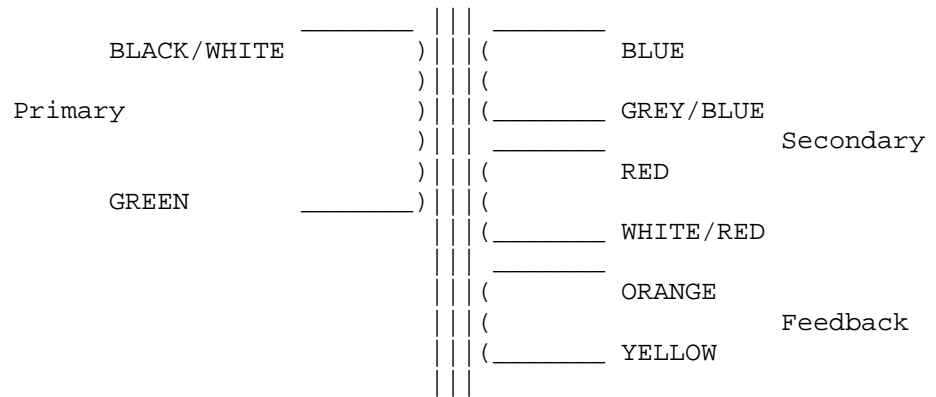 BLACK/WHITE BLUE
Primary GREY/BLUE
Secondary
RED
GREEN
WHITE/RED
ORANGE
Feedback
YELLOW